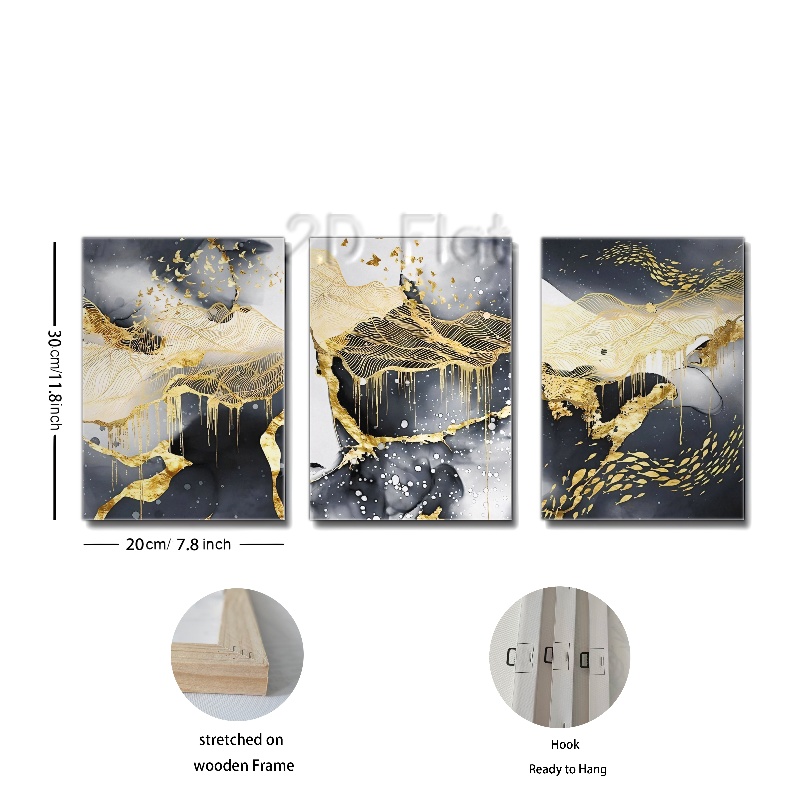 2D Flat
30cm/11.8inch
20cm/ 7.8 inch
stretched on
wooden Frame
Hook
Ready to Hang